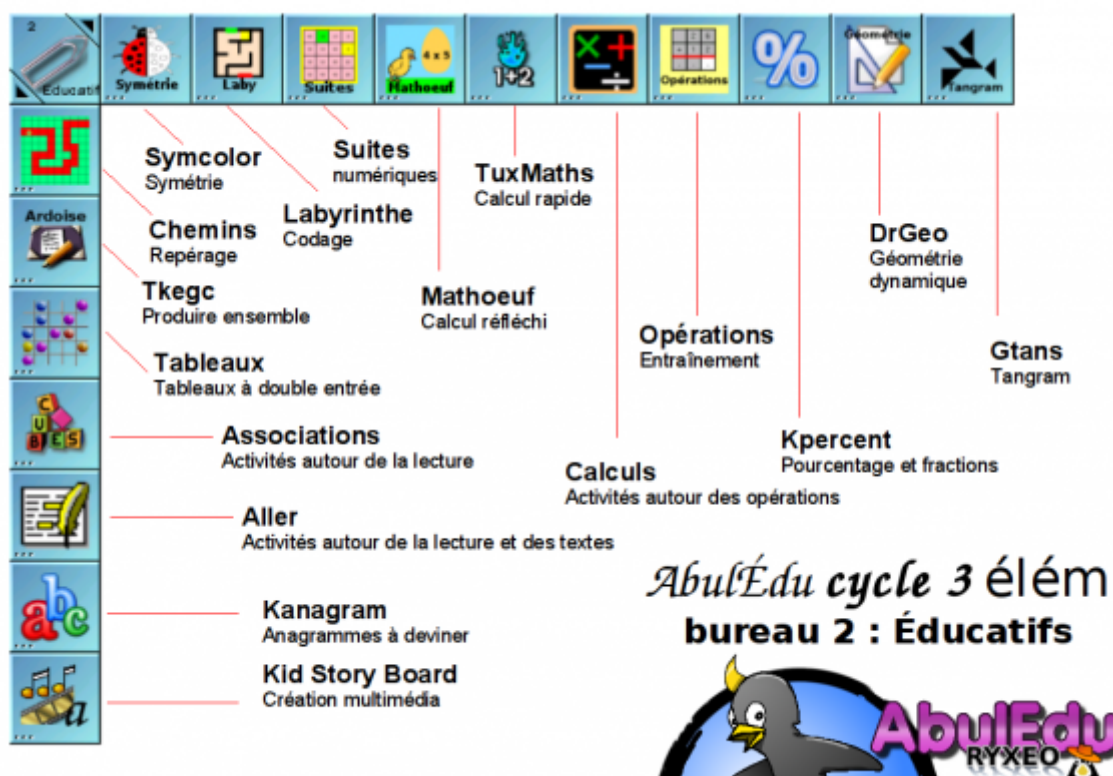 2
Éducatif
Symétrie
Laby
Suites
4 x 5
Mathoeuf
1+2
Opérations
%
Géométrie
Tangram
Symcolor
Symétrie
Suites
numériques
TuxMaths
Calcul rapide
Labyrinthe
Codage
Chemins
Repérage
DrGeo
Géométrie
dynamique
Ardoise
Tkegc
Produire ensemble
Mathoeuf
Calcul réfléchi
Opérations
Entraînement
Gtans
Tangram
Tableaux
Tableaux à double entrée
CUBES
Associations
Activités autour de la lecture
Kpercent
Pourcentage et fractions
Calculs
Activités autour des opérations
Aller
Activités autour de la lecture et des textes
abc
Kanagram
Anagrammes à deviner
Kid Story Board
Création multimédia
a
AbulÉdu cycle 3 élém
bureau 2 : Éducatifs
AbulEdu
RYXEO